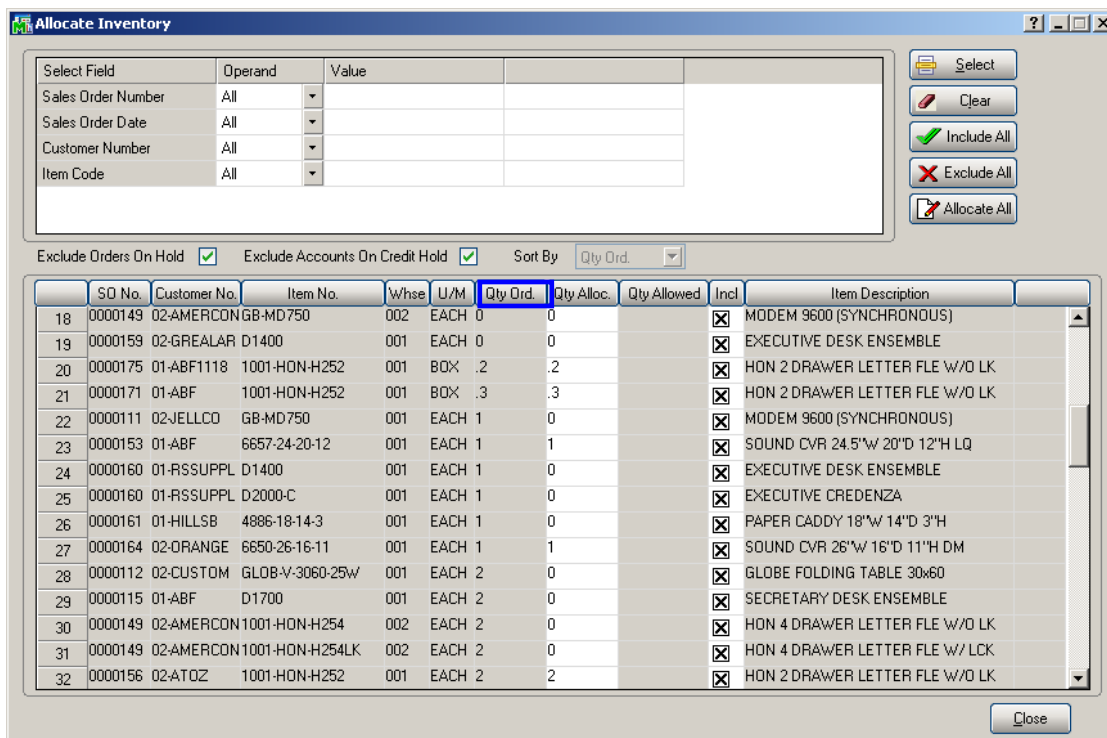 Allocate Inventory
Select Field Operand Value
Sales Order Number All
Sales Order Date All
Customer Number All
Item Code All
Select
Clear
Include All
Exclude All
Allocate All
Exclude Orders On Hold Exclude Accounts On Credit Hold Sort By Qty Ord.
SO No. Customer No. Item No. Whse U/M Qty Ord. Qty Alloc. Qty Allowed Incl Item Description
18 0000149 02-AMERCON GB-MD750 002 EACH 0 0 MODEM 9600 (SYNCHRONOUS)
19 0000159 02-GREALAR D1400 001 EACH 0 0 EXECUTIVE DESK ENSEMBLE
20 0000175 01-ABF1118 1001-HON-H252 001 BOX .2 .2 HON 2 DRAWER LETTER FLE W/O LK
21 0000171 01-ABF 1001-HON-H252 001 BOX .3 .3 HON 2 DRAWER LETTER FLE W/O LK
22 0000111 02-JELLCO GB-MD750 001 EACH 1 0 MODEM 9600 (SYNCHRONOUS)
23 0000153 01-ABF 6657-24-20-12 001 EACH 1 1 SOUND CVR 24.5"W 20"D 12"H LQ
24 0000160 01-RSSUPPL D1400 001 EACH 1 0 EXECUTIVE DESK ENSEMBLE
25 0000160 01-RSSUPPL D2000-C 001 EACH 1 0 EXECUTIVE CREDENZA
26 0000161 01-HILLSB 4886-18-14-3 001 EACH 1 0 PAPER CADDY 18"W 14"D 3"H
27 0000164 02-ORANGE 6650-26-16-11 001 EACH 1 1 SOUND CVR 26"W 16"D 11"H DM
28 0000112 02-CUSTOM GLOB-V-3060-25W 001 EACH 2 0 GLOBE FOLDING TABLE 30x60
29 0000115 01-ABF D1700 001 EACH 2 0 SECRETARY DESK ENSEMBLE
30 0000149 02-AMERCON 1001-HON-H254 002 EACH 2 0 HON 4 DRAWER LETTER FLE W/O LK
31 0000149 02-AMERCON 1001-HON-H254LK 002 EACH 2 0 HON 4 DRAWER LETTER FLE W/ LCK
32 0000156 02-ATOZ 1001-HON-H252 001 EACH 2 2 HON 2 DRAWER LETTER FLE W/O LK
Close